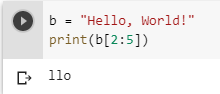 b = "Hello, World!"
print(b[2:5])
llo